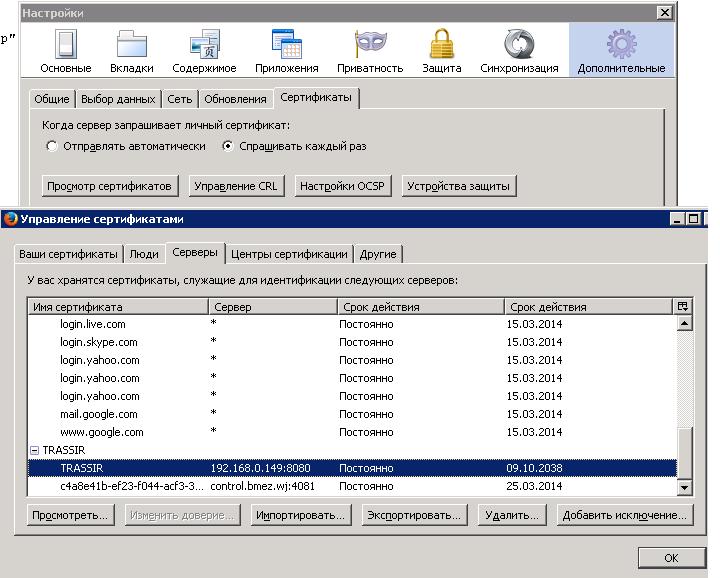 Настройки
р"
Основные Вкладки Содержимое Приложения Приватность Защита Синхронизация Дополнительные
Общие Выбор данных Сеть Обновления Сертификаты
Когда сервер запрашивает личный сертификат:
Отправлять автоматически Спрашивать каждый раз
Просмотр сертификатов Управление CRL Настройки OCSP Устройства защиты
Управление сертификатами
Ваши сертификаты Люди Серверы Центры сертификации Другие
У вас хранятся сертификаты, служащие для идентификации следующих серверов:
Имя сертификата Сервер Срок действия Срок действия
login.live.com * Постоянно 15.03.2014
login.skype.com * Постоянно 15.03.2014
login.yahoo.com * Постоянно 15.03.2014
login.yahoo.com * Постоянно 15.03.2014
login.yahoo.com * Постоянно 15.03.2014
mail.google.com * Постоянно 15.03.2014
www.google.com * Постоянно 15.03.2014
TRASSIR
TRASSIR 192.168.0.149:8080 Постоянно 09.10.2038
c4a8e41b-ef23-f044-acf3-3... control.bmez.wj:4081 Постоянно 25.03.2014
Просмотреть... Изменить доверие... Импортировать... Экспортировать... Удалить... Добавить исключение...
OK